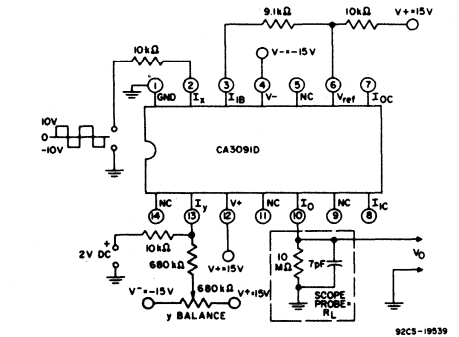 9.1kΩ 10kΩ V+=15V
10kΩ V-=-15V
1 2 3 4 5 6 7
GND Ix IIB V- NC Vref IOC
10V
0
-10V
CA3091D
NC Iy V+ NC IO NC IIC
14 13 12 11 10 9 8
2V DC + 10kΩ
680kΩ
V+=15V
10 MΩ 7pF
VO
V-=-15V 680kΩ V+=15V
y BALANCE
SCOPE
PROBE=
RL
92CS-19539